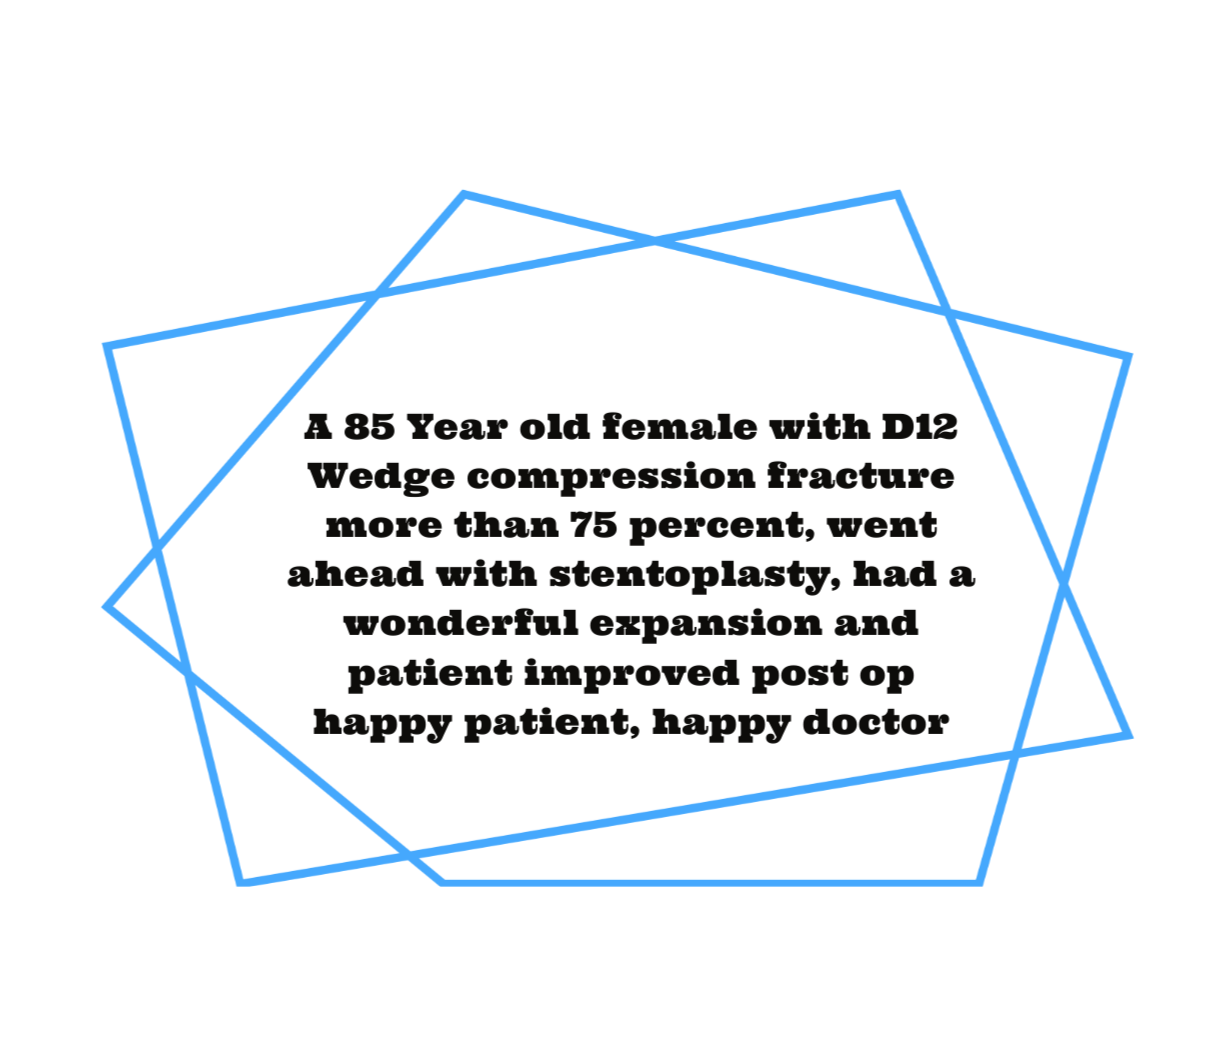 A 85 Year old female with D12
Wedge compression fracture
more than 75 percent, went
ahead with stentoplasty, had a
wonderful expansion and
patient improved post op
happy patient, happy doctor